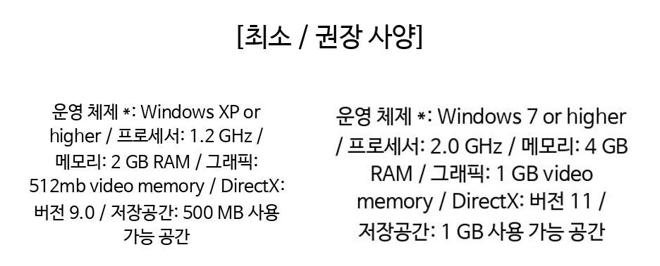 [최소 / 권장 사양]
운영 체제 *: Windows XP or
higher / 프로세서: 1.2 GHz /
메모리: 2 GB RAM / 그래픽:
512mb video memory / DirectX:
버전 9.0 / 저장공간: 500 MB 사용
가능 공간
운영 체제 *: Windows 7 or higher
/ 프로세서: 2.0 GHz / 메모리: 4 GB
RAM / 그래픽: 1 GB video
memory / DirectX: 버전 11 /
저장공간: 1 GB 사용 가능 공간